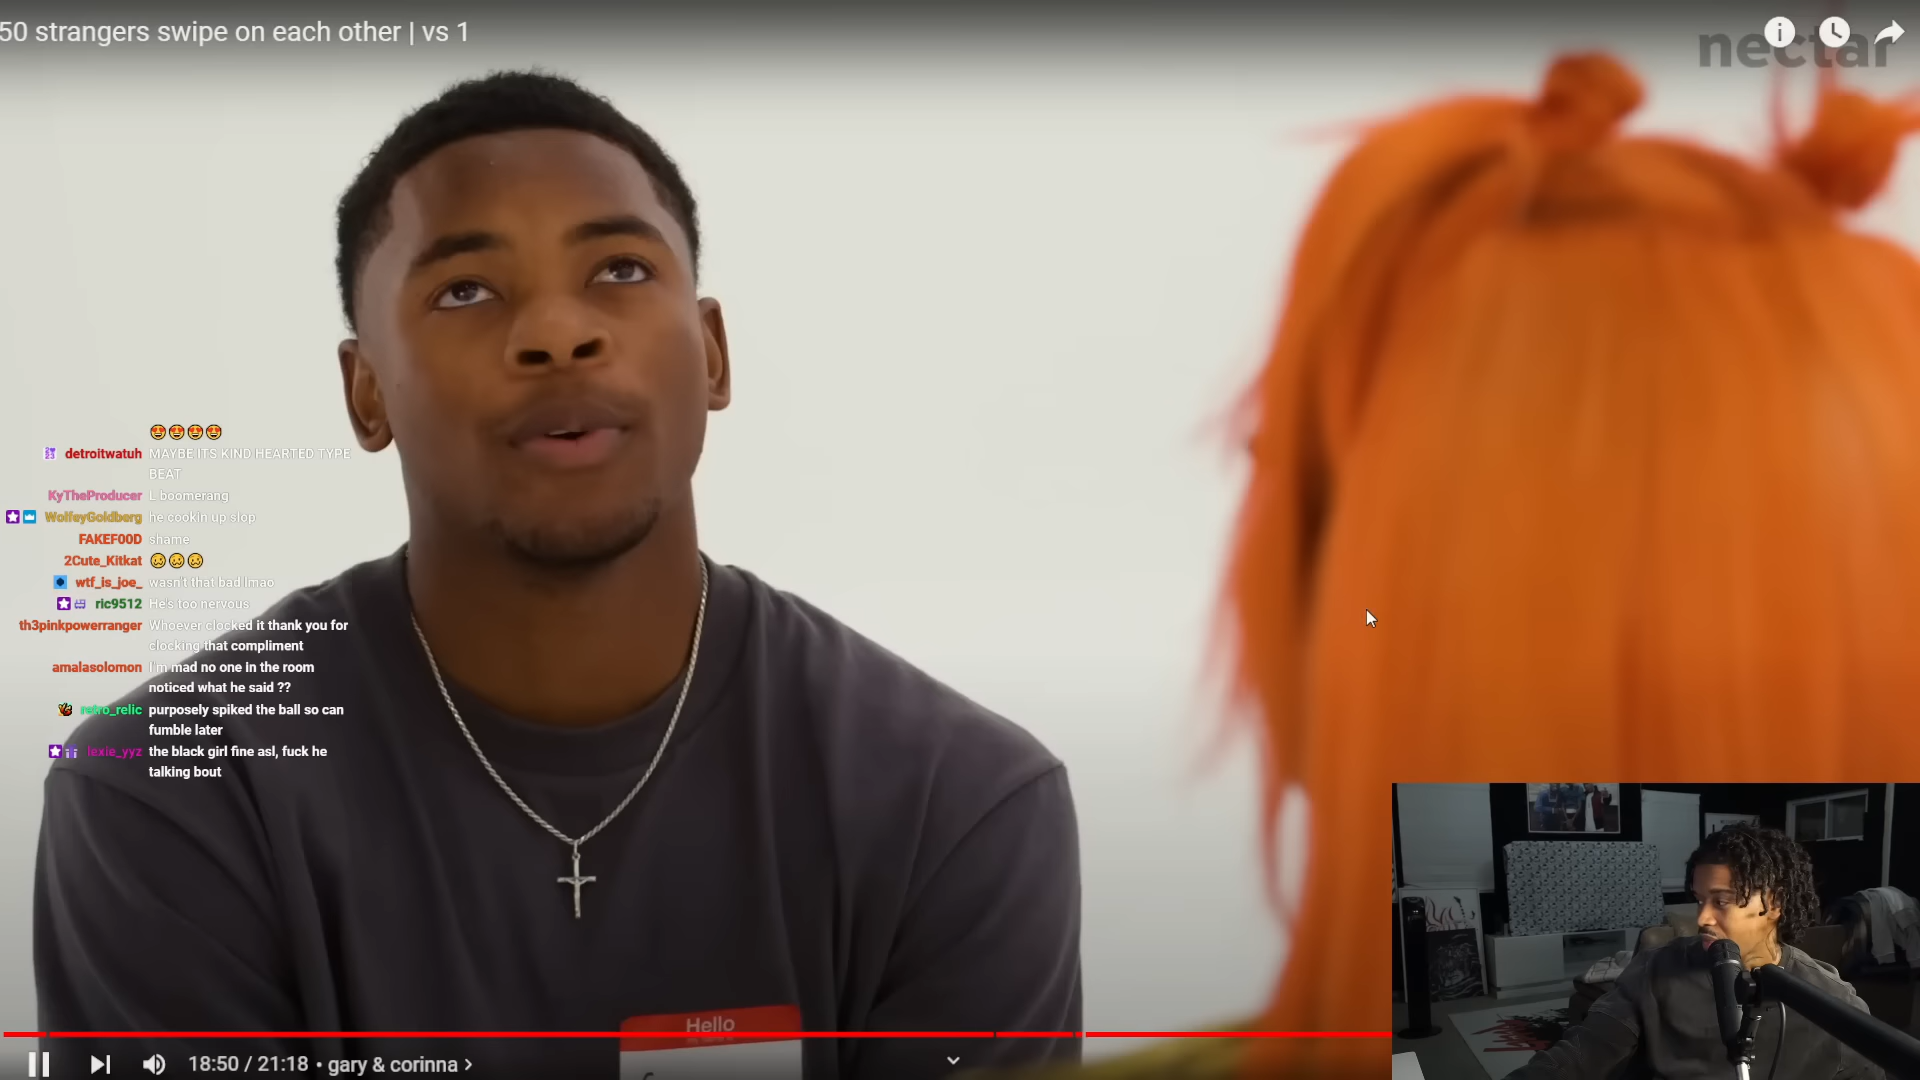 50 strangers swipe on each other | vs 1
nectar
detroitwatuh MAYBE ITS KIND HEARTED TYPE
BEAT
KyTheProducer L boomerang
WolfeyGoldberg he cookin up slop
FAKEF00D shame
2Cute_Kitkat
wtf_is_joe_ wasn't that bad lmao
ric9512 He's too nervous
th3pinkpowerranger Whoever clocked it thank you for
clocking that compliment
amalasolomon I'm mad no one in the room
noticed what he said ??
retro_relic purposely spiked the ball so can
fumble later
lexie_yyz the black girl fine asl, fuck he
talking bout
Hello
18:50 / 21:18 • gary & corinna >